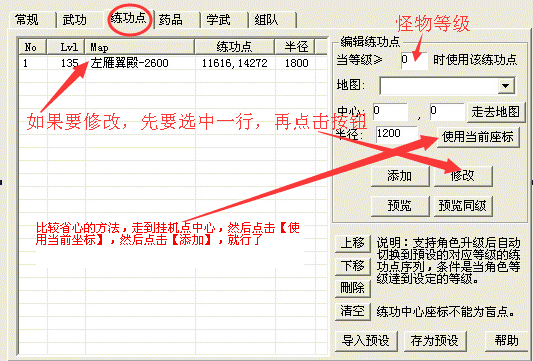 常规 武功 练功点 药品 学武 组队
怪物等级
No Lvl Map 练功点 半径
1 135 左雁翼殿-2600 11616,14272 1800
编辑练功点
当等级≥ 0 时使用该练功点
地图:
中心: 0 , 0 走去地图
半径: 1200 使用当前座标
如果要修改，先要选中一行，再点击按钮
添加 修改
预览 预览同级
比较省心的方法，走到挂机点中心，然后点击【使
用当前坐标】，然后点击【添加】，就行了
上移 下移 删除 清空
说明：支持角色升级后自动
切换到预设的对应等级的练
功点序列，条件是当角色等
级达到设定的等级。
练功中心座标不能为盲点。
导入预设 存为预设 帮助